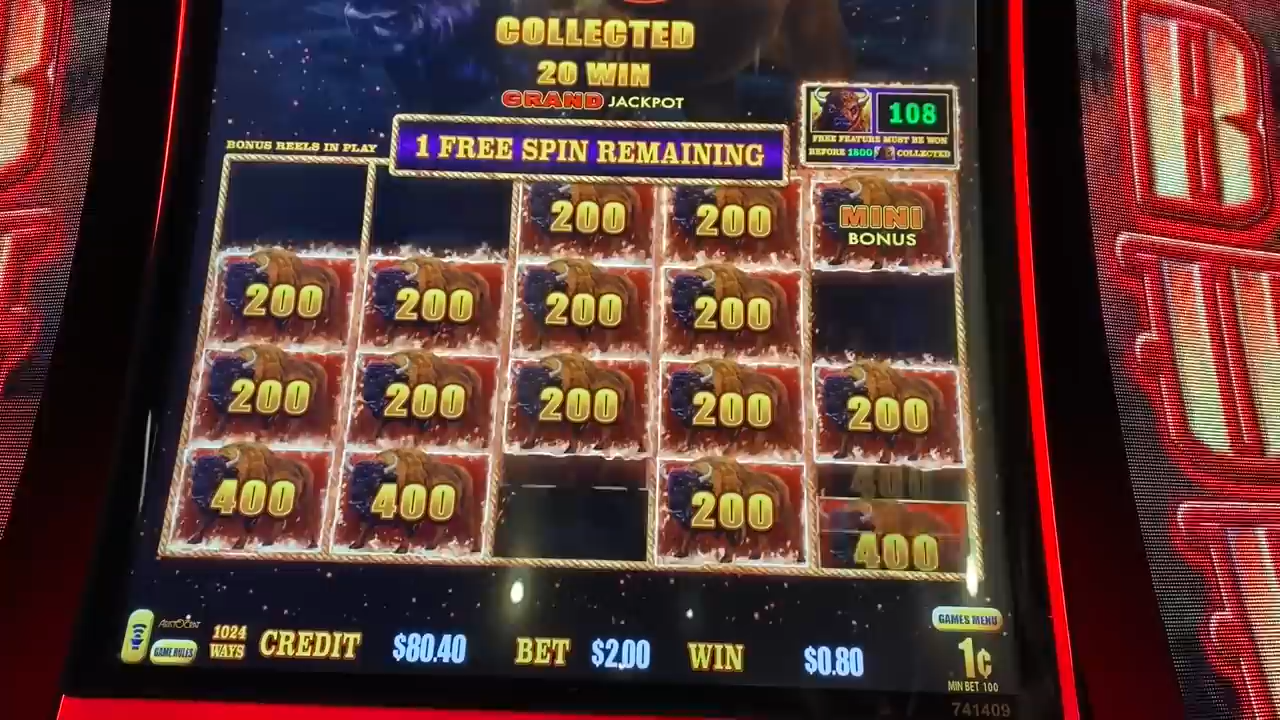 COLLECTED
20 WIN
GRAND JACKPOT
108
FREE FEATURE MUST BE WON
BEFORE 1800 COLLECTED
BONUS REELS IN PLAY
1 FREE SPIN REMAINING
200 200 MINI
BONUS
200 200 200 200
200 200 200 200 200
400 400 200 400
GAMES MENU
ARISTOCRAT
GAME RULES
1024
WAYS
CREDIT $80.40 $2.00 WIN $0.80
1¢
MIN BET 100
41409